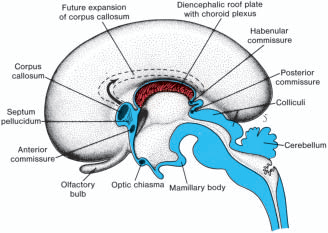 Future expansion
of corpus callosum
Diencephalic roof plate
with choroid plexus
Habenular
commissure
Corpus
callosum
Posterior
commissure
Septum
pellucidum
Colliculi
Anterior
commissure
Cerebellum
Olfactory
bulb
Optic chiasma
Mamillary body